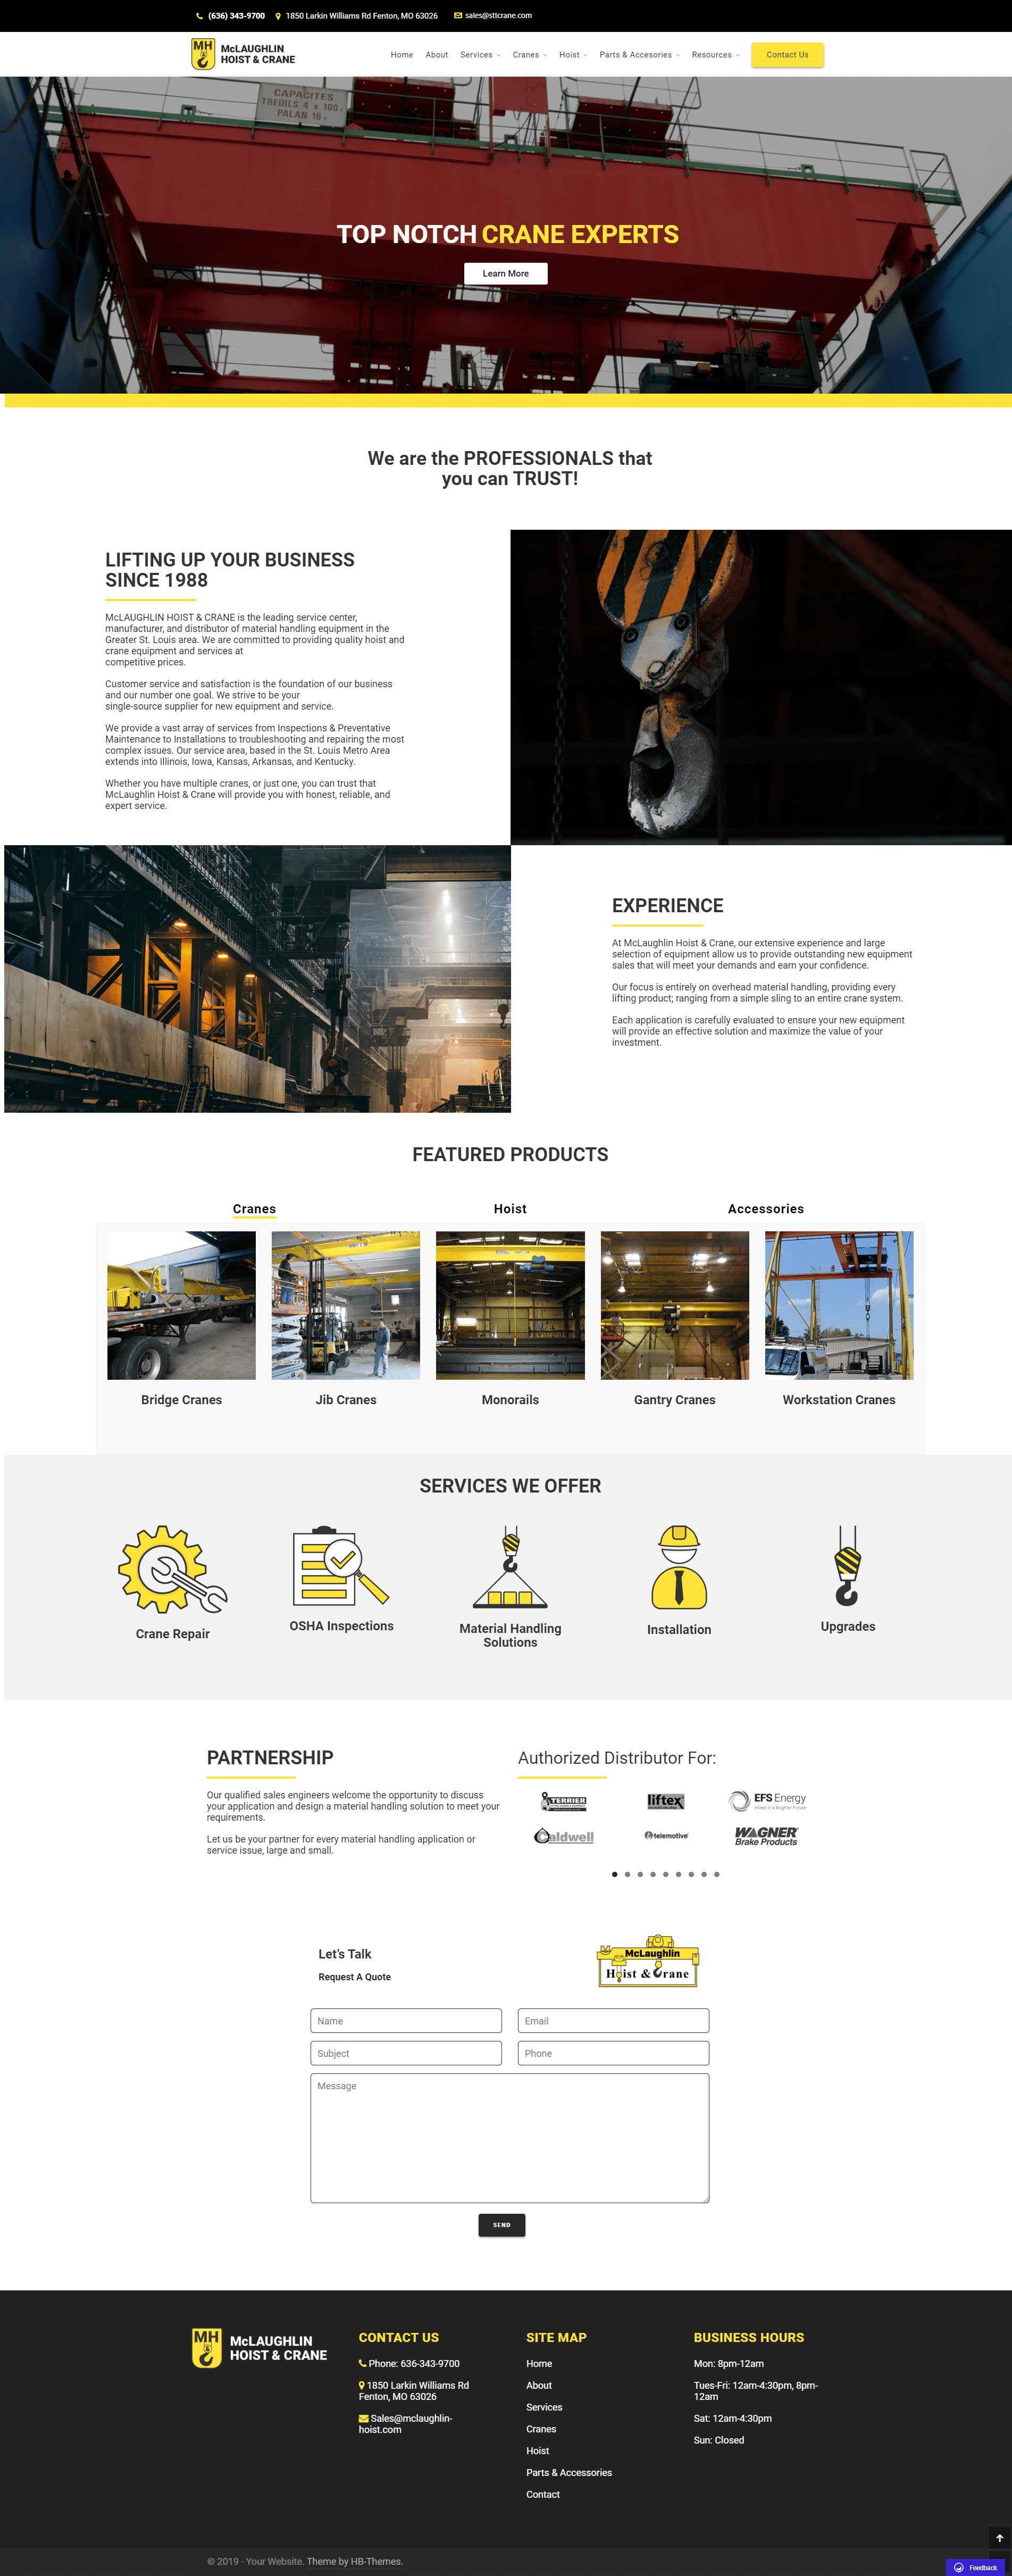 (636) 343-9700 1850 Larkin Williams Rd Fenton, MO 63026 sales@stlcrane.com
MH McLAUGHLIN
HOIST & CRANE
Home About Services Cranes Hoist Parts & Accesories Resources Contact Us
CAPACITES
TREUILS 4 x 100
PALAN 16
TOP NOTCH CRANE EXPERTS
Learn More
We are the PROFESSIONALS that
you can TRUST!
LIFTING UP YOUR BUSINESS
SINCE 1988
McLAUGHLIN HOIST & CRANE is the leading service center,
manufacturer, and distributor of material handling equipment in the
Greater St. Louis area. We are committed to providing quality hoist and
crane equipment and services at
competitive prices.
Customer service and satisfaction is the foundation of our business
and our number one goal. We strive to be your
single-source supplier for new equipment and service.
We provide a vast array of services from Inspections & Preventative
Maintenance to Installations to troubleshooting and repairing the most
complex issues. Our service area, based in the St. Louis Metro Area
extends into Illinois, Iowa, Kansas, Arkansas, and Kentucky.
Whether you have multiple cranes, or just one, you can trust that
McLaughlin Hoist & Crane will provide you with honest, reliable, and
expert service.
EXPERIENCE
At McLaughlin Hoist & Crane, our extensive experience and large
selection of equipment allow us to provide outstanding new equipment
sales that will meet your demands and earn your confidence.
Our focus is entirely on overhead material handling, providing every
lifting product; ranging from a simple sling to an entire crane system.
Each application is carefully evaluated to ensure your new equipment
will provide an effective solution and maximize the value of your
investment.
FEATURED PRODUCTS
Cranes Hoist Accessories
Bridge Cranes
Jib Cranes
Monorails
Gantry Cranes
Workstation Cranes
SERVICES WE OFFER
Crane Repair
OSHA Inspections
Material Handling
Solutions
Installation
Upgrades
PARTNERSHIP
Our qualified sales engineers welcome the opportunity to discuss
your application and design a material handling solution to meet your
requirements.
Let us be your partner for every material handling application or
service issue, large and small.
Authorized Distributor For:
TERRIER
liftex
EFS Energy
Invest in a Brighter Future
Caldwell
telemotive
WAGNER
Brake Products
Let's Talk
Request A Quote
McLaughlin
Hoist & Crane
Name
Email
Subject
Phone
Message
SEND
MH McLAUGHLIN
HOIST & CRANE
CONTACT US
Phone: 636-343-9700
1850 Larkin Williams Rd
Fenton, MO 63026
Sales@mclaughlin-
hoist.com
SITE MAP
Home
About
Services
Cranes
Hoist
Parts & Accessories
Contact
BUSINESS HOURS
Mon: 8pm-12am
Tues-Fri: 12am-4:30pm, 8pm-
12am
Sat: 12am-4:30pm
Sun: Closed
© 2019 · Your Website. Theme by HB-Themes.
Feedback